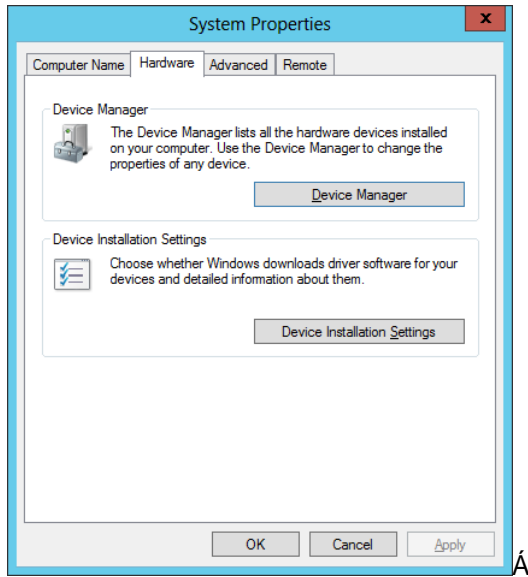 System Properties
x
Computer Name Hardware Advanced Remote
Device Manager
The Device Manager lists all the hardware devices installed
on your computer. Use the Device Manager to change the
properties of any device.
Device Manager
Device Installation Settings
Choose whether Windows downloads driver software for your
devices and detailed information about them.
Device Installation Settings
OK Cancel Apply
Á